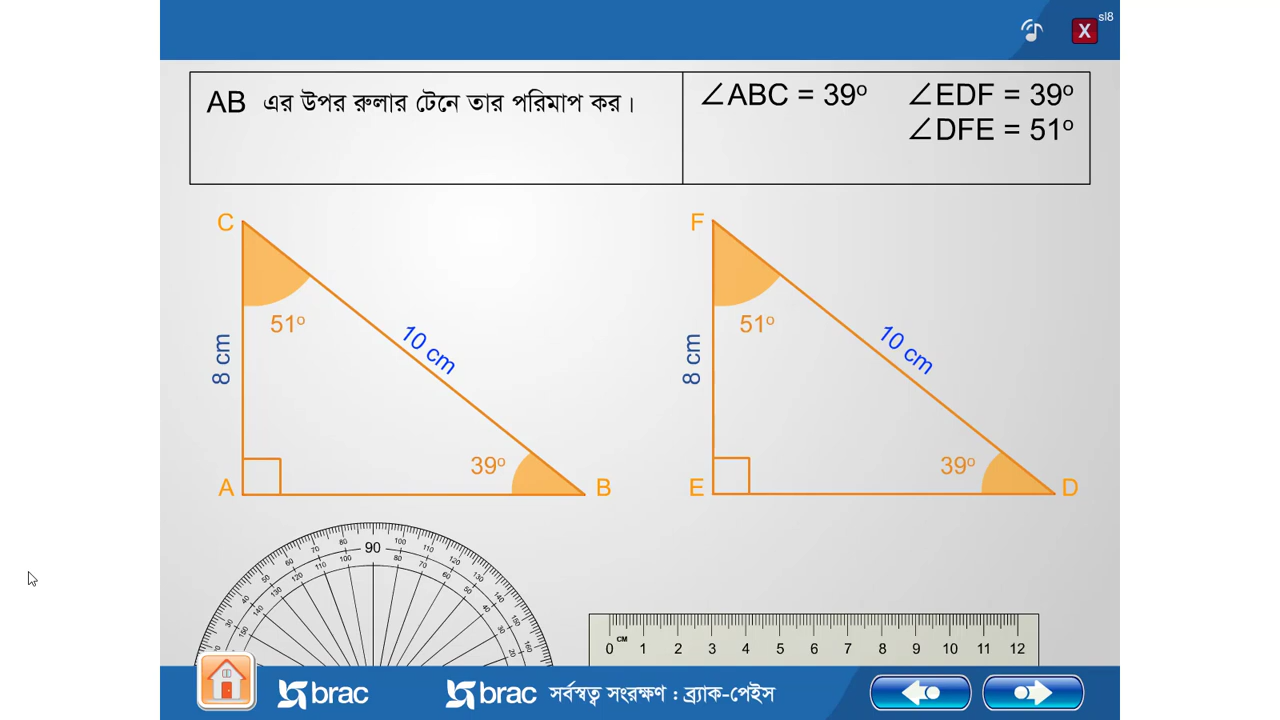 sl8
X
AB এর উপর রুলার টেনে তার পরিমাপ কর।
∠ABC = 39° ∠EDF = 39°
∠DFE = 51°
C
F
51°
51°
8 cm
10 cm
8 cm
10 cm
39°
39°
A
B
E
D
90
CM
0 1 2 3 4 5 6 7 8 9 10 11 12
brac
brac সর্বস্বত্ব সংরক্ষণ : ব্র্যাক-পেইস